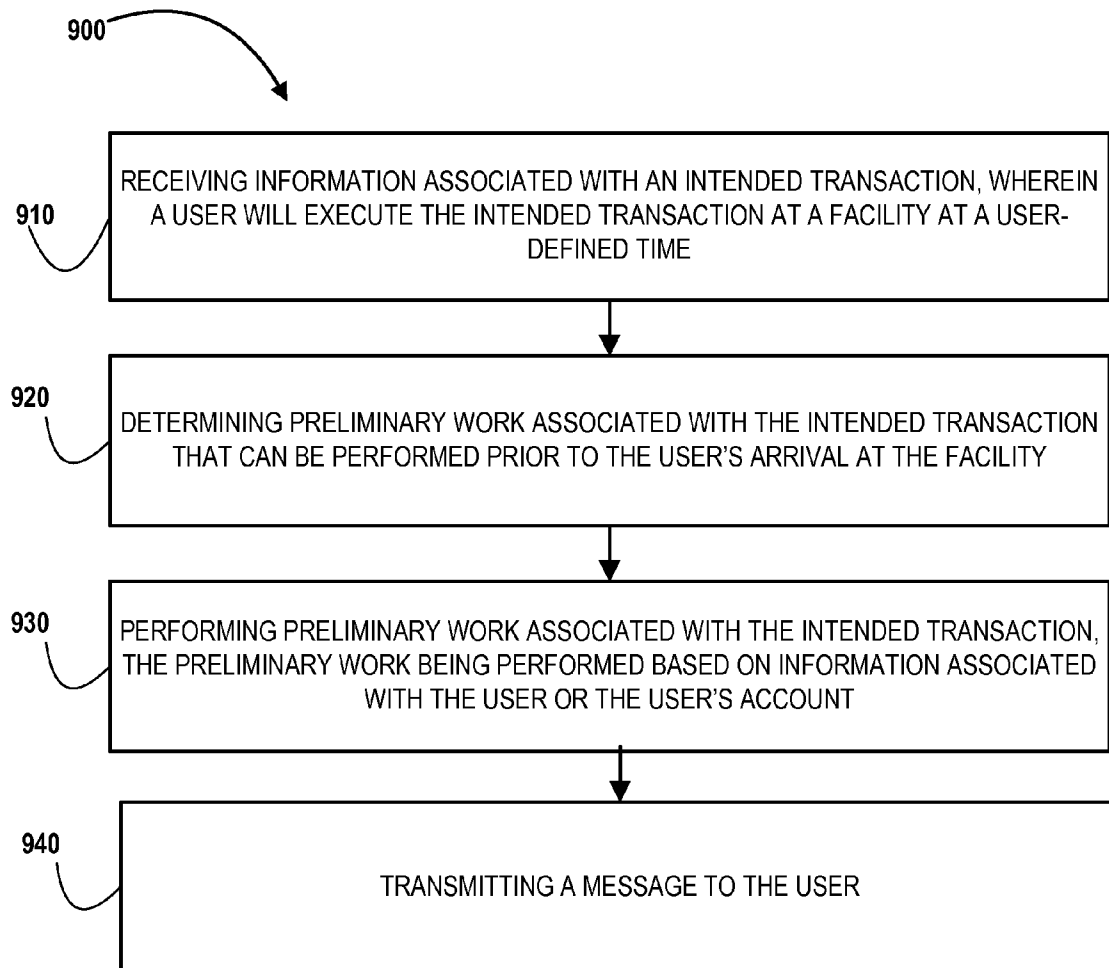 900
910
RECEIVING INFORMATION ASSOCIATED WITH AN INTENDED TRANSACTION, WHEREIN
A USER WILL EXECUTE THE INTENDED TRANSACTION AT A FACILITY AT A USER-
DEFINED TIME
920
DETERMINING PRELIMINARY WORK ASSOCIATED WITH THE INTENDED TRANSACTION
THAT CAN BE PERFORMED PRIOR TO THE USER'S ARRIVAL AT THE FACILITY
930
PERFORMING PRELIMINARY WORK ASSOCIATED WITH THE INTENDED TRANSACTION,
THE PRELIMINARY WORK BEING PERFORMED BASED ON INFORMATION ASSOCIATED
WITH THE USER OR THE USER'S ACCOUNT
940
TRANSMITTING A MESSAGE TO THE USER